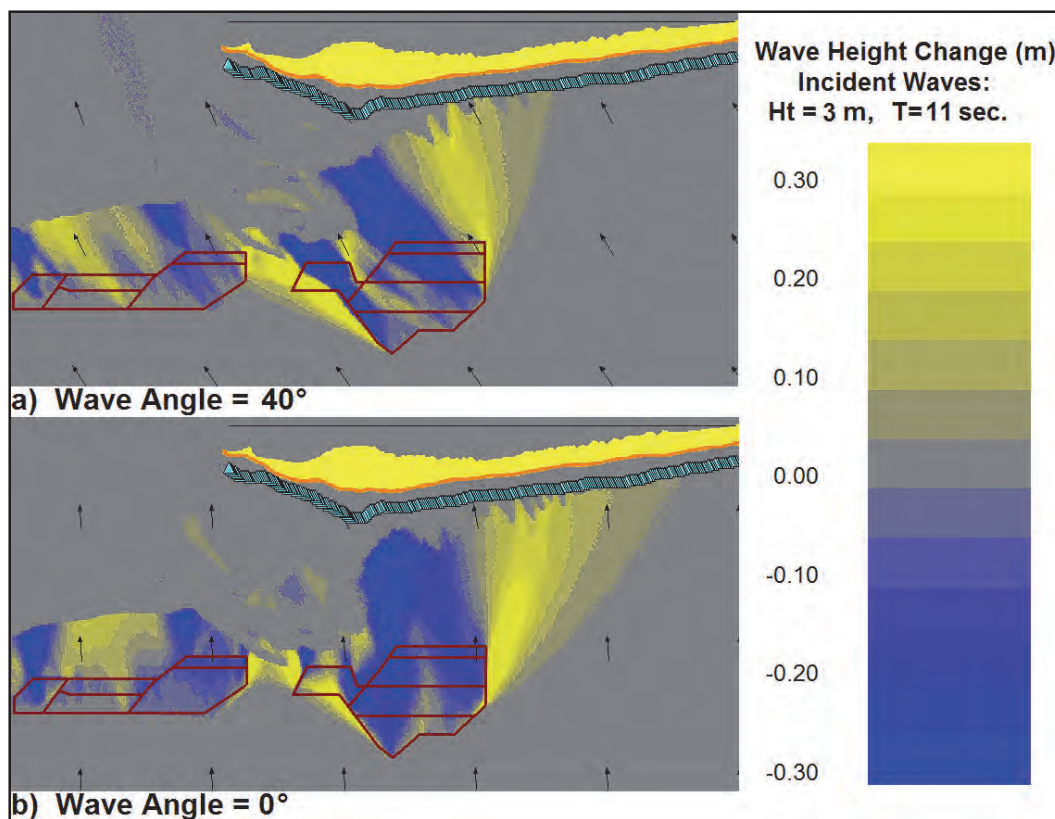 Wave Height Change (m)
Incident Waves:
Ht = 3 m, T=11 sec.
0.30
0.20
0.10
0.00
-0.10
-0.20
-0.30
a) Wave Angle = 40°
b) Wave Angle = 0°